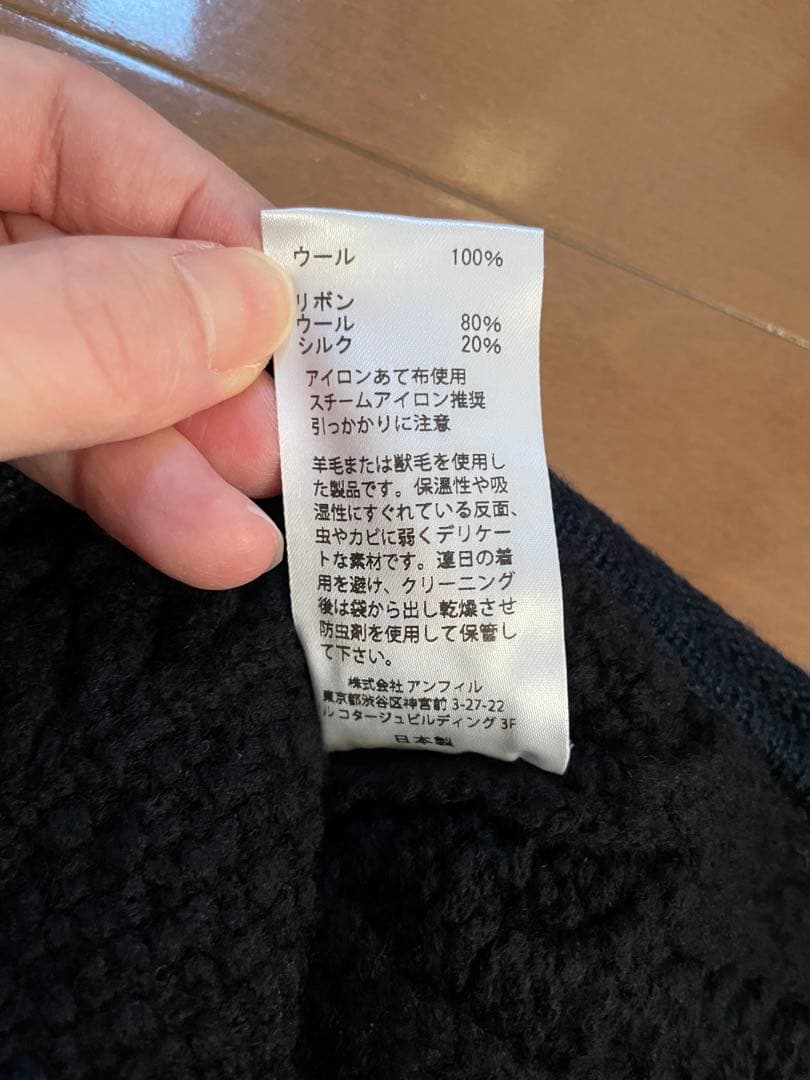 ウール 100%
リボン
ウール 80%
シルク 20%
アイロンあて布使用
スチームアイロン推奨
引っかかりに注意
羊毛または獣毛を使用し
た製品です。保温性や吸
湿性にすぐれている反面、
虫やカビに弱くデリケー
トな素材です。連日の着
用を避け、クリーニング
後は袋から出し乾燥させ
防虫剤を使用して保管し
て下さい。
株式会社 アンフィル
東京都渋谷区神宮前 3-27-22
ル コタージュビルディング 3F
日本製